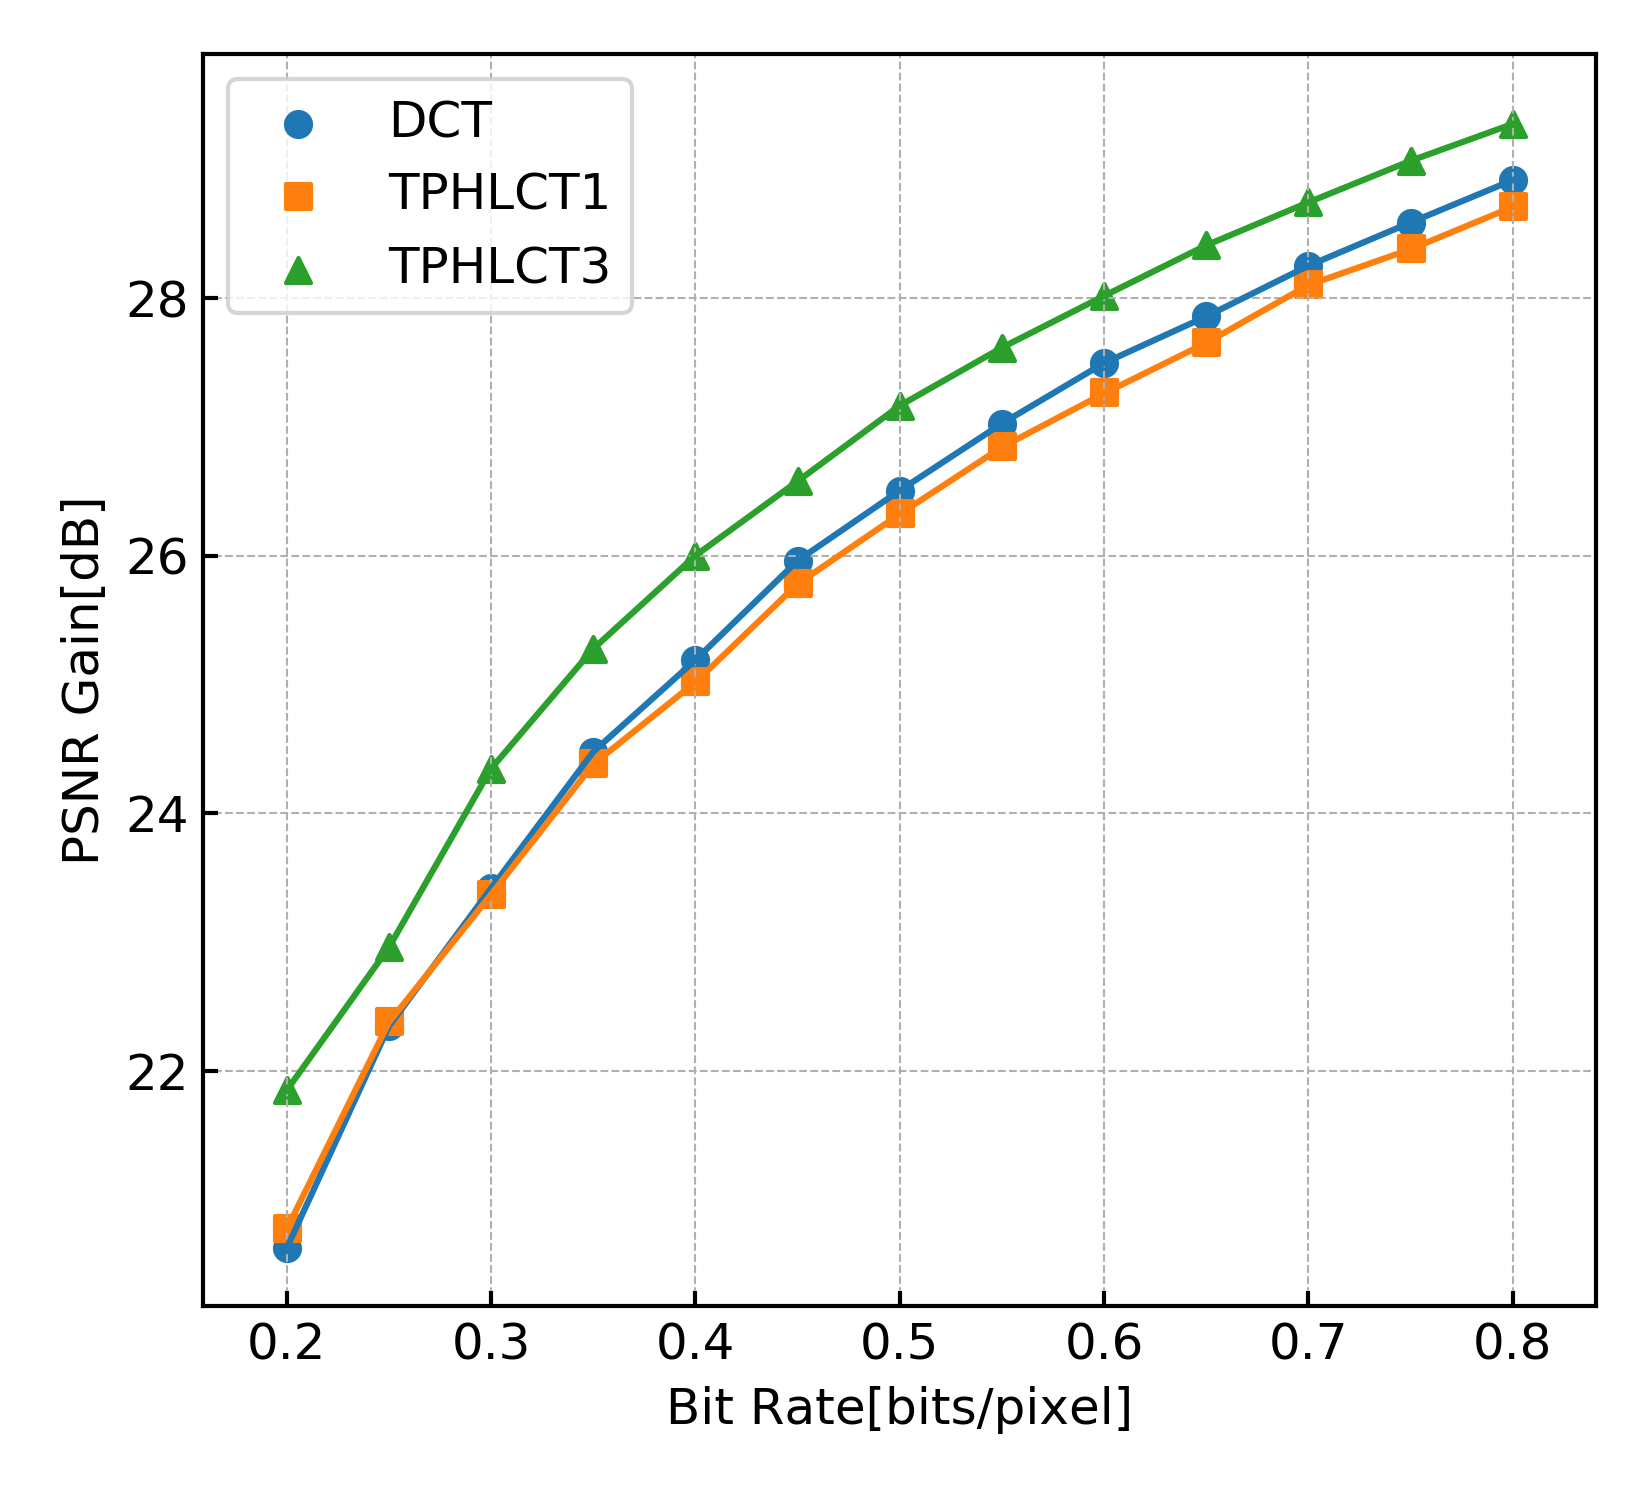 DCT
TPHLCT1
TPHLCT3
28
26
24
22
PSNR Gain[dB]
0.2 0.3 0.4 0.5 0.6 0.7 0.8
Bit Rate[bits/pixel]